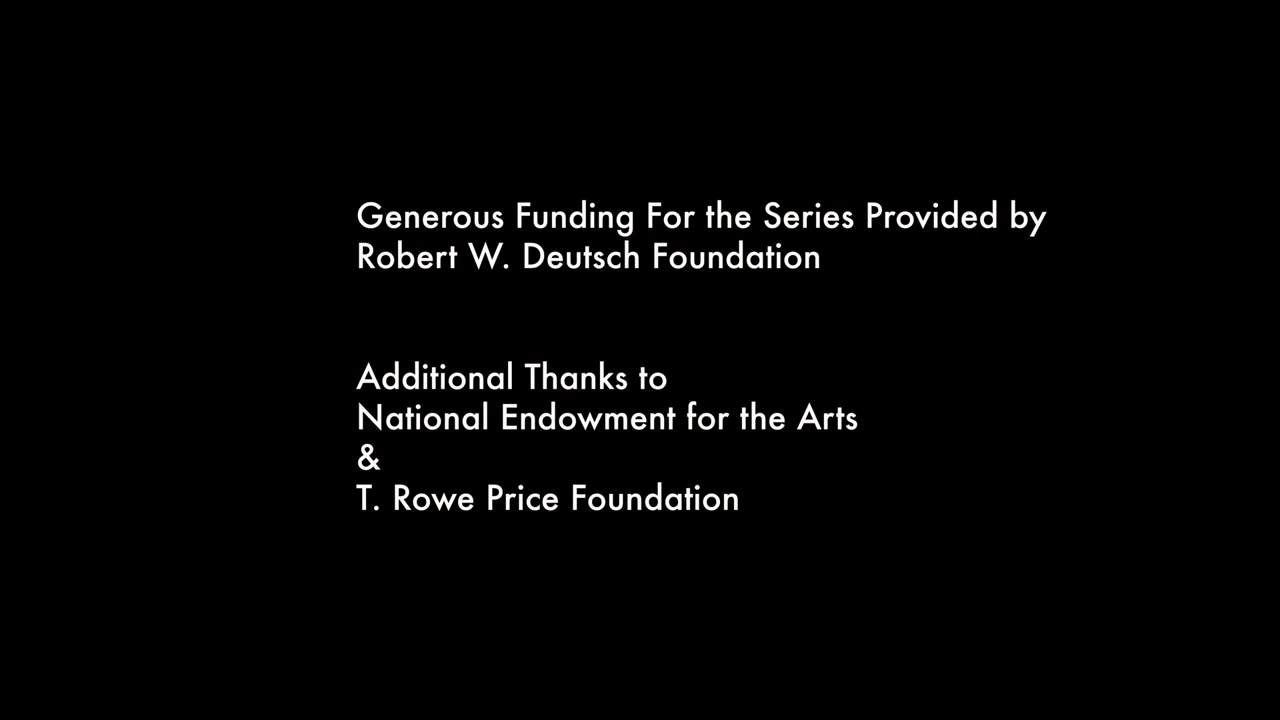 Generous Funding For the Series Provided by
Robert W. Deutsch Foundation
Additional Thanks to
National Endowment for the Arts
&
T. Rowe Price Foundation